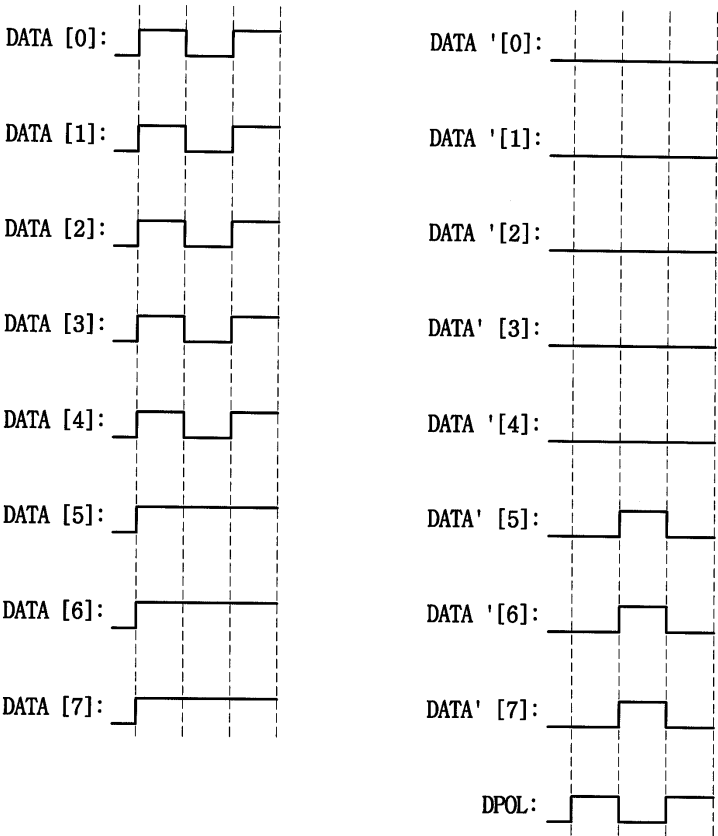 DATA [0]:
DATA [1]:
DATA [2]:
DATA [3]:
DATA [4]:
DATA [5]:
DATA [6]:
DATA [7]:
DATA '[0]:
DATA '[1]:
DATA '[2]:
DATA' [3]:
DATA '[4]:
DATA' [5]:
DATA '[6]:
DATA' [7]:
DPOL: